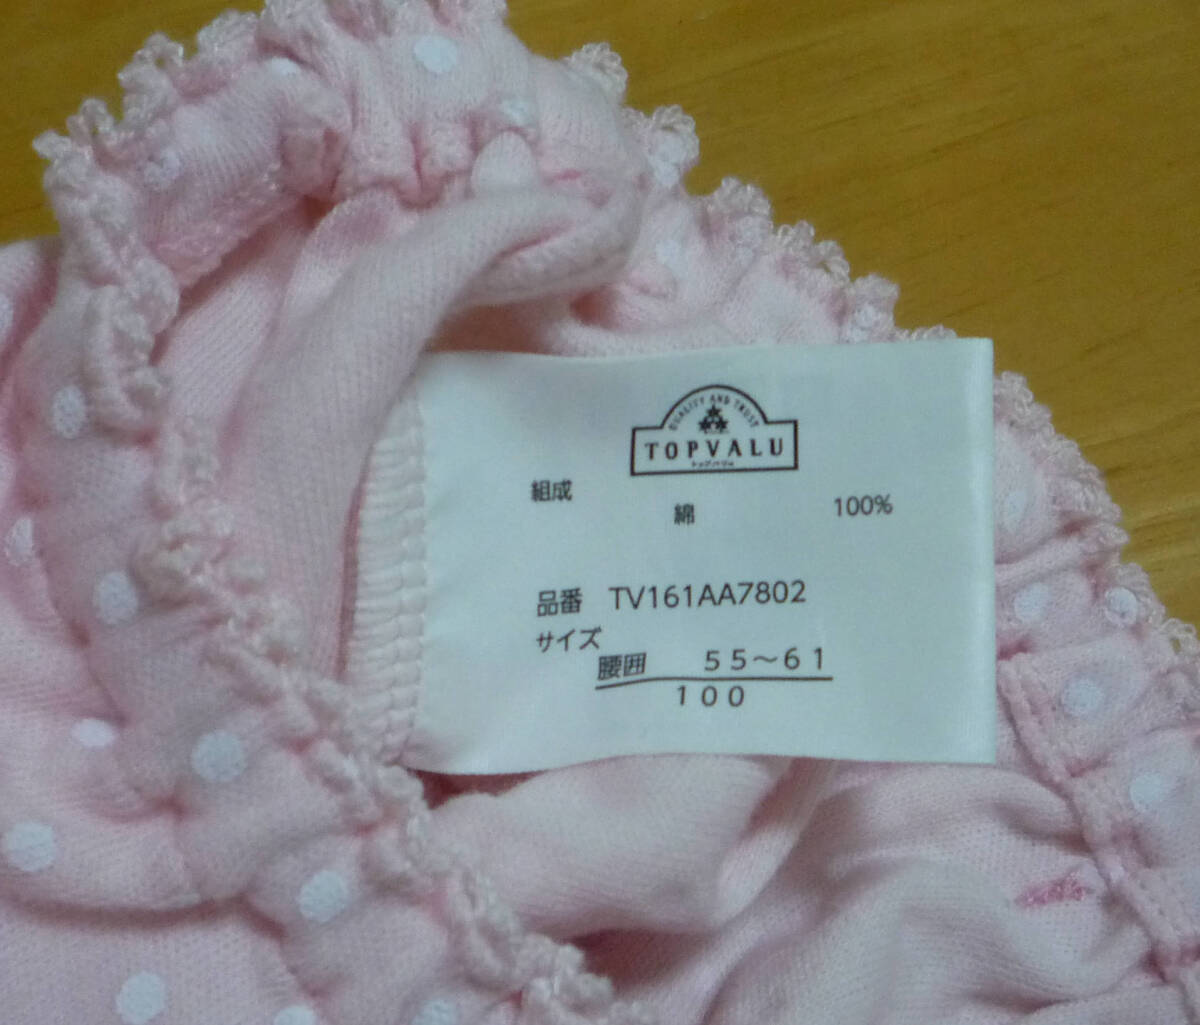 QUALITY AND TRUST
TOPVALU
トップバリュ
組成
綿 100%
品番 TV161AA7802
サイズ
腰囲 55～61
100